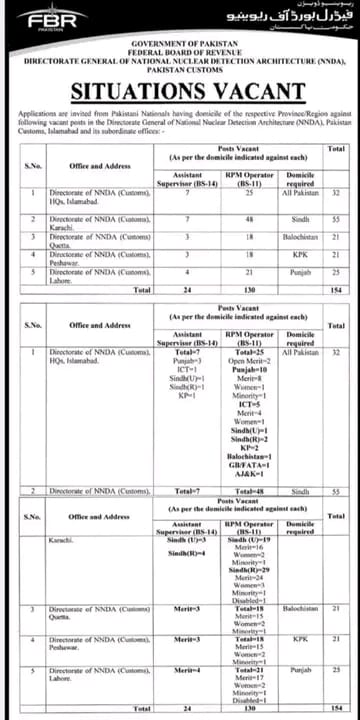 ریونیو ڈویژن
FBR
PAKISTAN
فیڈرل بورڈ آف ریونیو
حکومت پاکستان
GOVERNMENT OF PAKISTAN
FEDERAL BOARD OF REVENUE
DIRECTORATE GENERAL OF NATIONAL NUCLEAR DETECTION ARCHITECTURE (NNDA),
PAKISTAN CUSTOMS
SITUATIONS VACANT
Applications are invited from Pakistani Nationals having domicile of the respective Province/Region against
following vacant posts in the Directorate General of National Nuclear Detection Architecture (NNDA), Pakistan
Customs, Islamabad and its subordinate offices: -
S.No. Office and Address Posts Vacant Total
(As per the domicile indicated against each)
Assistant RPM Operator Domicile
Supervisor (BS-14) (BS-11) required
1 Directorate of NNDA (Customs), 7 25 All Pakistan 32
HQs, Islamabad.
2 Directorate of NNDA (Customs), 7 48 Sindh 55
Karachi.
3 Directorate of NNDA (Customs) 3 18 Balochistan 21
Quetta.
4 Directorate of NNDA (Customs), 3 18 KPK 21
Peshawar.
5 Directorate of NNDA (Customs), 4 21 Punjab 25
Lahore.
Total 24 130 154
S.No. Office and Address Posts Vacant Total
(As per the domicile indicated against each)
Assistant RPM Operator Domicile
Supervisor (BS-14) (BS-11) required
1 Directorate of NNDA (Customs), Total=7 Total=25 All Pakistan 32
HQs, Islamabad. Punjab=3 Open Merit=2
ICT=1 Punjab=10
Sindh(U)=1 Merit=8
Sindh(R)=1 Women=1
KP=1 Minority=1
ICT=5
Merit=4
Women=1
Sindh(U)=1
Sindh(R)=2
KP=2
Balochistan=1
GB/FATA=1
AJ&K=1
2 Directorate of NNDA (Customs), Total=7 Total=48 Sindh 55
S.No. Office and Address Posts Vacant Total
(As per the domicile indicated against each)
Assistant RPM Operator Domicile
Supervisor (BS-14) (BS-11) required
Karachi. Sindh (U)=3 Sindh (U)=19
Merit=16
Sindh(R)=4 Women=2
Minority=1
Sindh(R)=29
Merit=24
Women=3
Minority=1
Disabled=1
3 Directorate of NNDA (Customs) Merit=3 Total=18 Balochistan 21
Quetta. Merit=15
Women=2
Minority=1
4 Directorate of NNDA (Customs), Merit=3 Total=18 KPK 21
Peshawar. Merit=15
Women=2
Minority=1
5 Directorate of NNDA (Customs), Merit=4 Total=21 Punjab 25
Lahore. Merit=17
Women=2
Minority=1
Disabled=1
Total 24 130 154